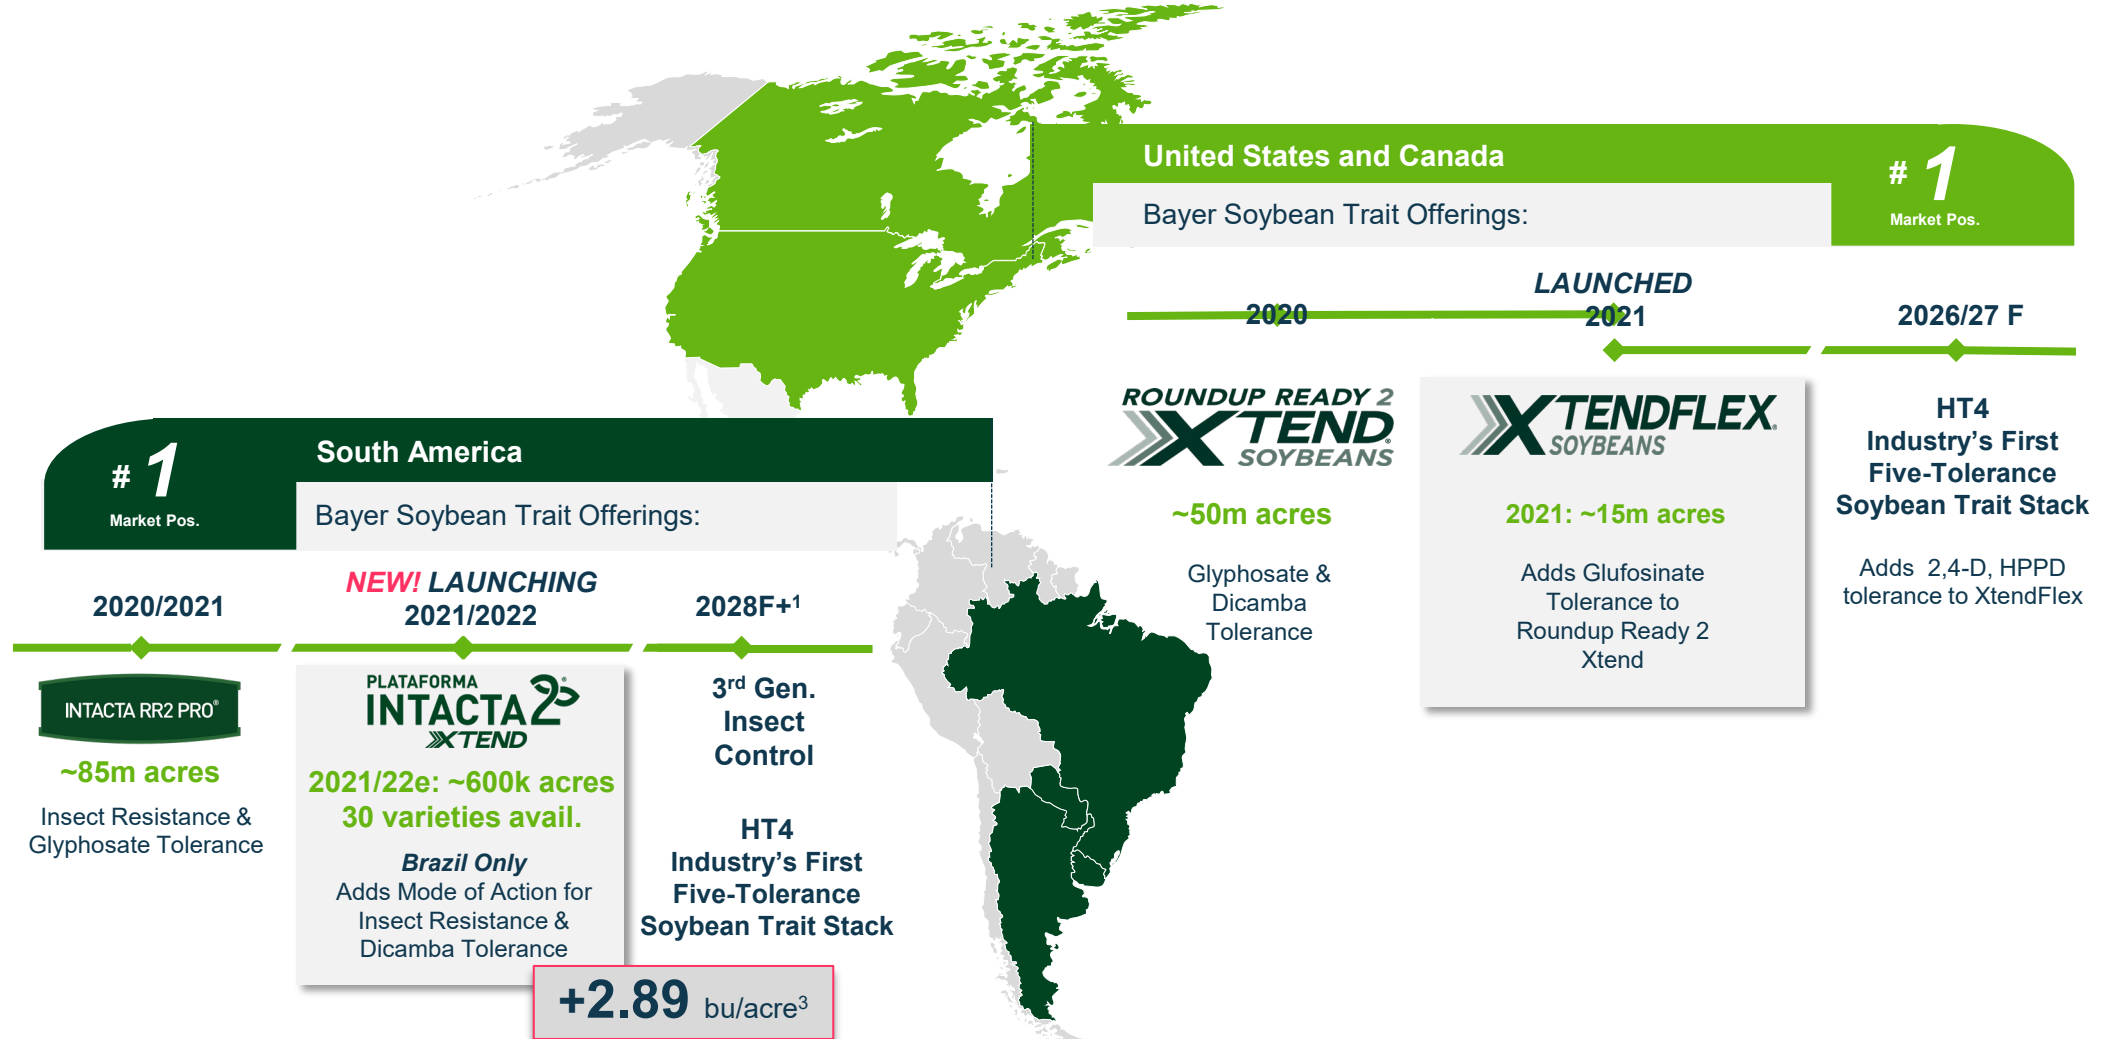 United States and Canada
# 1
Market Pos.
Bayer Soybean Trait Offerings:
LAUNCHED
2020
2021
2026/27 F
ROUNDUP READY 2
XTEND®
SOYBEANS
~50m acres
Glyphosate &
Dicamba
Tolerance
XTENDFLEX®
SOYBEANS
2021: ~15m acres
Adds Glufosinate
Tolerance to
Roundup Ready 2
Xtend
HT4
Industry’s First
Five-Tolerance
Soybean Trait Stack
Adds 2,4-D, HPPD
tolerance to XtendFlex
South America
# 1
Market Pos.
Bayer Soybean Trait Offerings:
2020/2021
NEW! LAUNCHING
2021/2022
2028F+¹
INTACTA RR2 PRO®
~85m acres
Insect Resistance &
Glyphosate Tolerance
PLATAFORMA
INTACTA 2®
XTEND
2021/22e: ~600k acres
30 varieties avail.
Brazil Only
Adds Mode of Action for
Insect Resistance &
Dicamba Tolerance
+2.89 bu/acre³
3rd Gen.
Insect
Control
HT4
Industry’s First
Five-Tolerance
Soybean Trait Stack